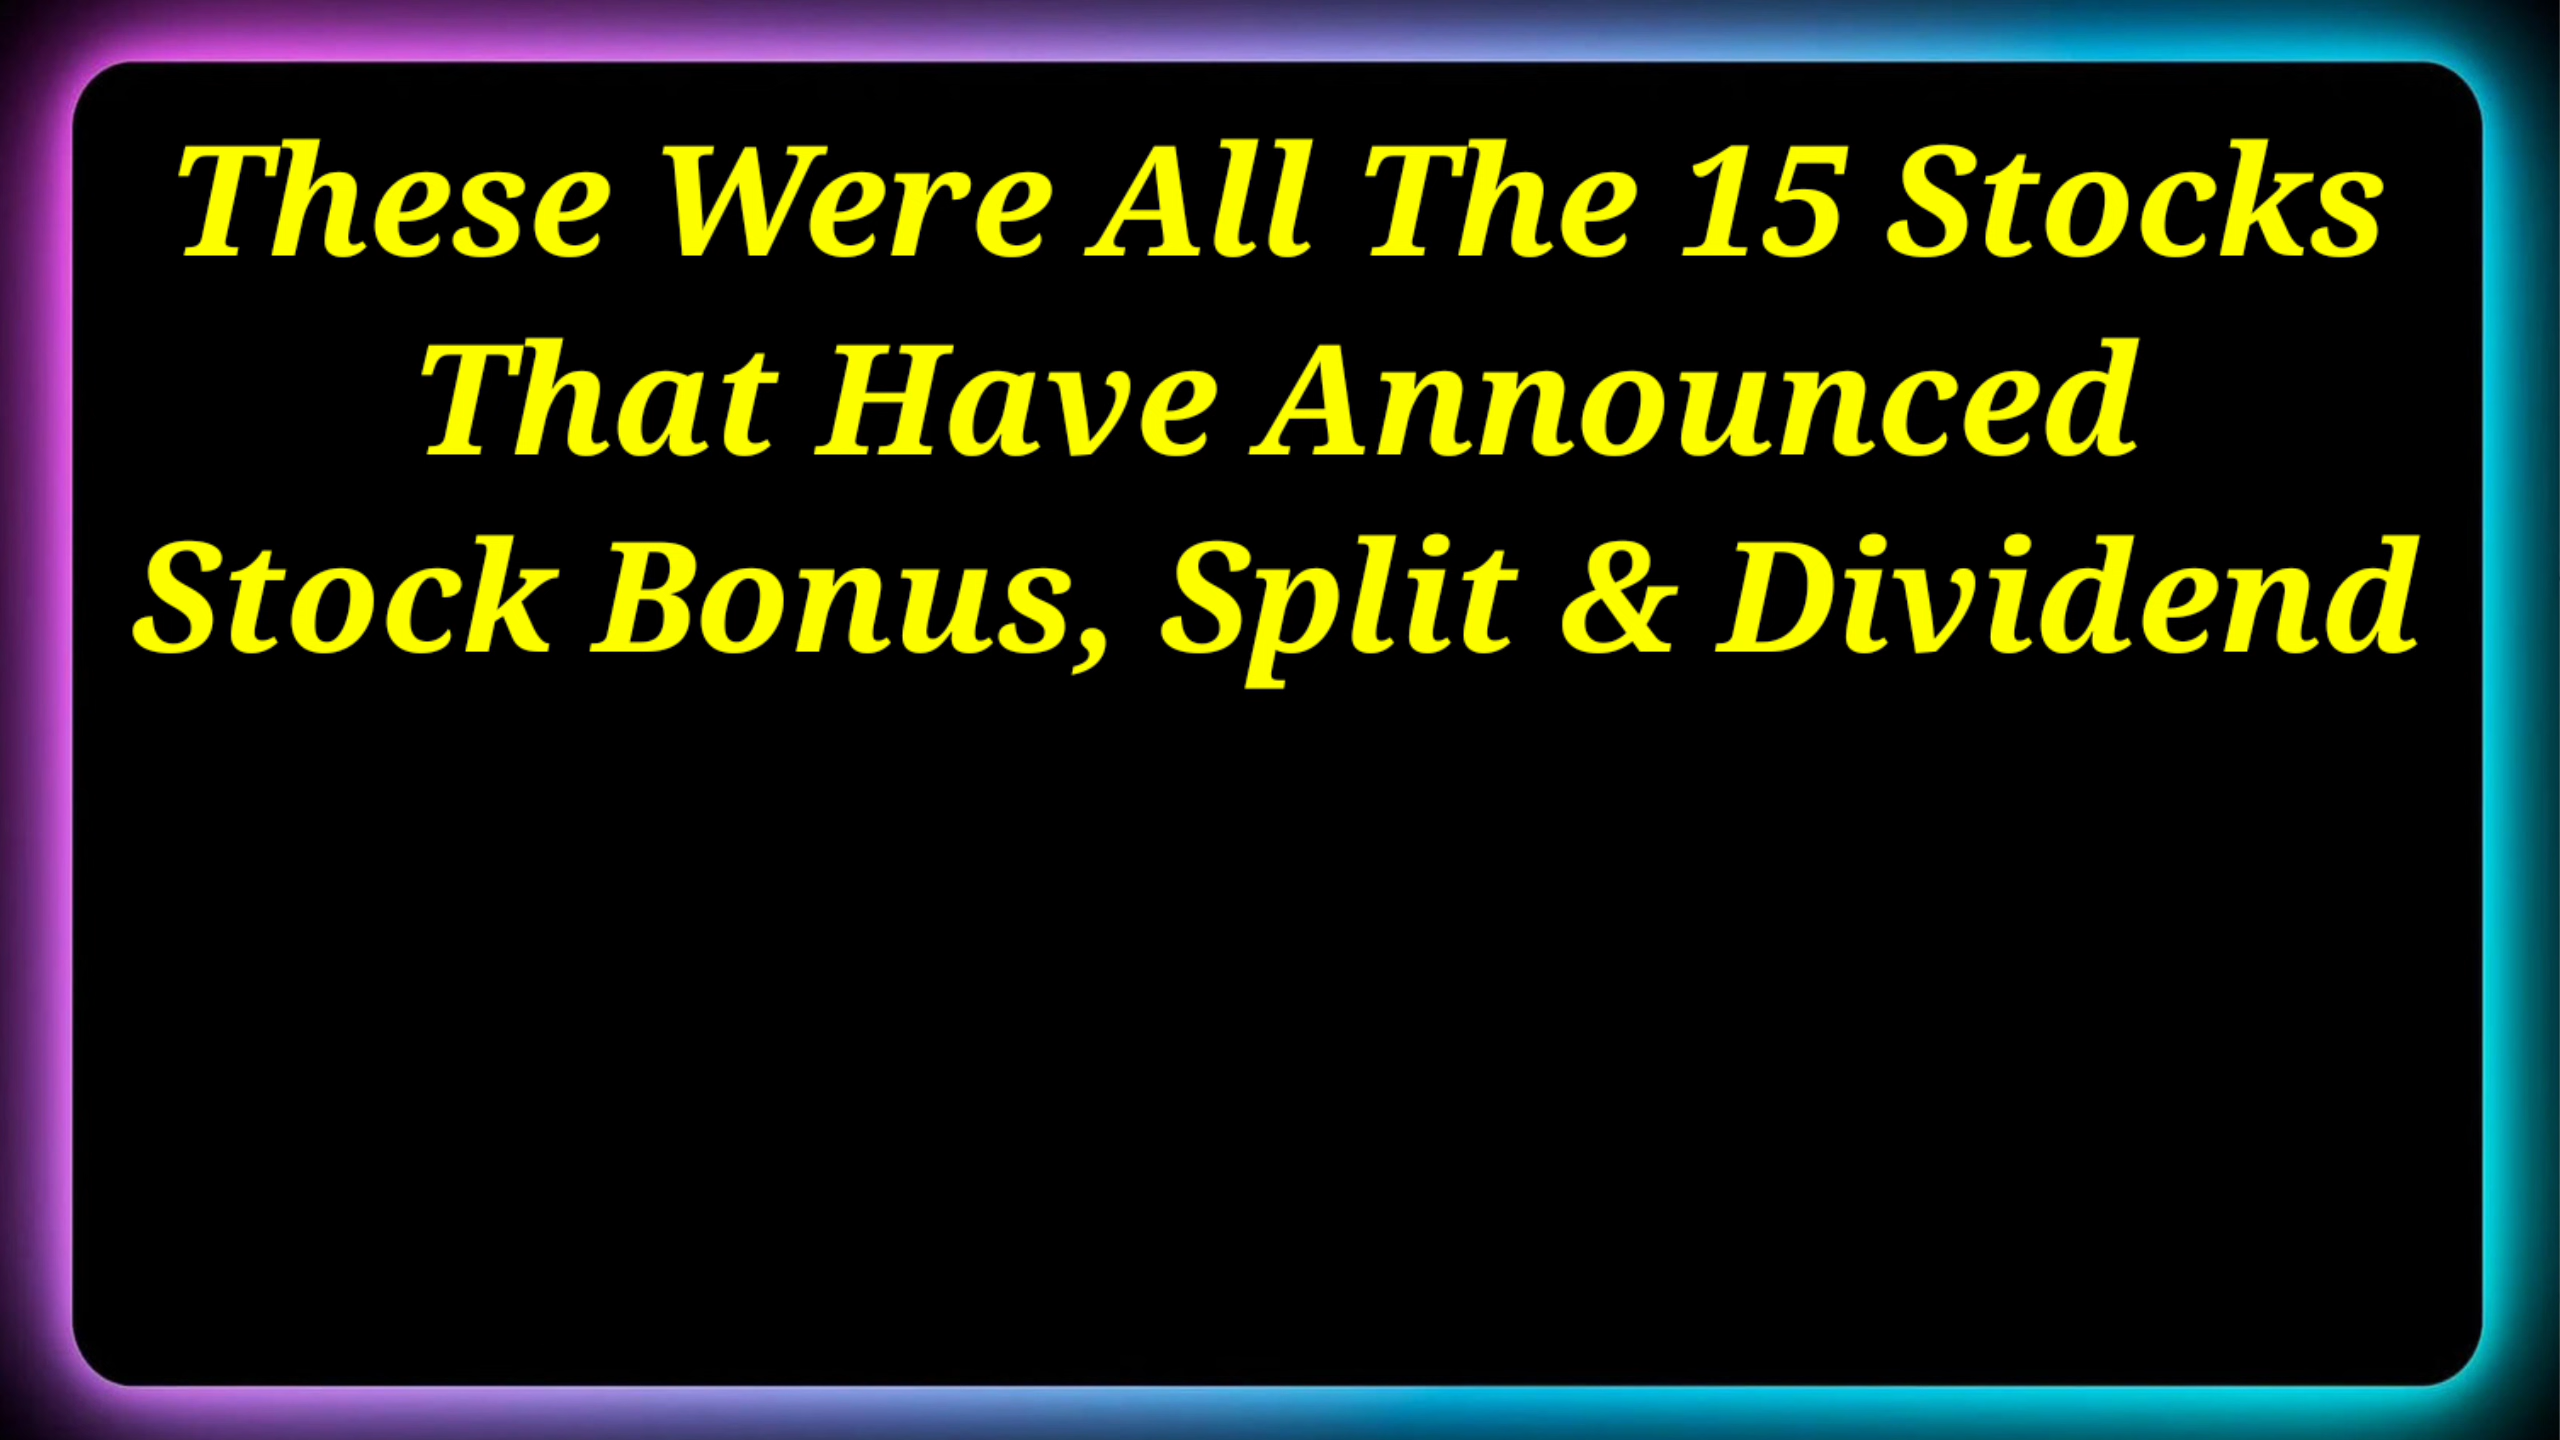 These Were All The 15 Stocks
That Have Announced
Stock Bonus, Split & Dividend